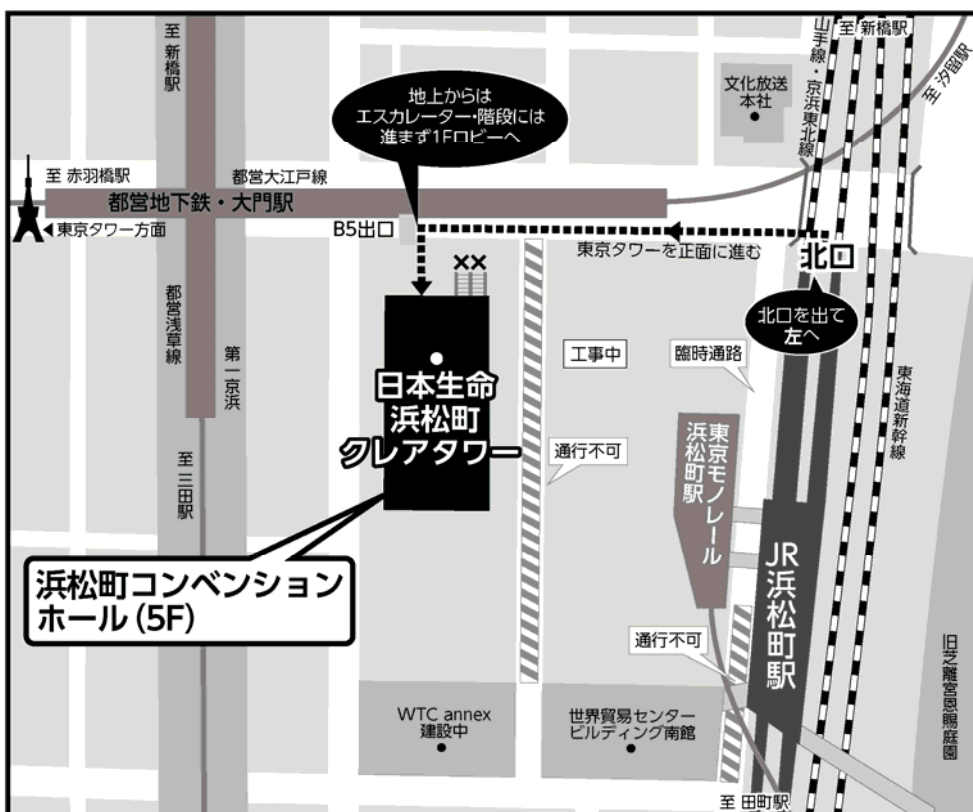 至 新橋駅
至 新橋駅
山手線・京浜東北線
至 汐留駅
文化放送
本社
地上からは
エスカレーター・階段には
進まず1Fロビーへ
至 赤羽橋駅
都営大江戸線
都営地下鉄・大門駅
東京タワー方面
B5出口
東京タワーを正面に進む
北口
北口を出て
左へ
都営浅草線
第一京浜
日本生命
浜松町
クレアタワー
工事中
臨時通路
東海道新幹線
通行不可
東京モノレール
浜松町駅
至 三田駅
浜松町コンベンション
ホール (5F)
JR浜松町駅
通行不可
旧芝離宮恩賜庭園
WTC annex
建設中
世界貿易センター
ビルディング南館
至 田町駅